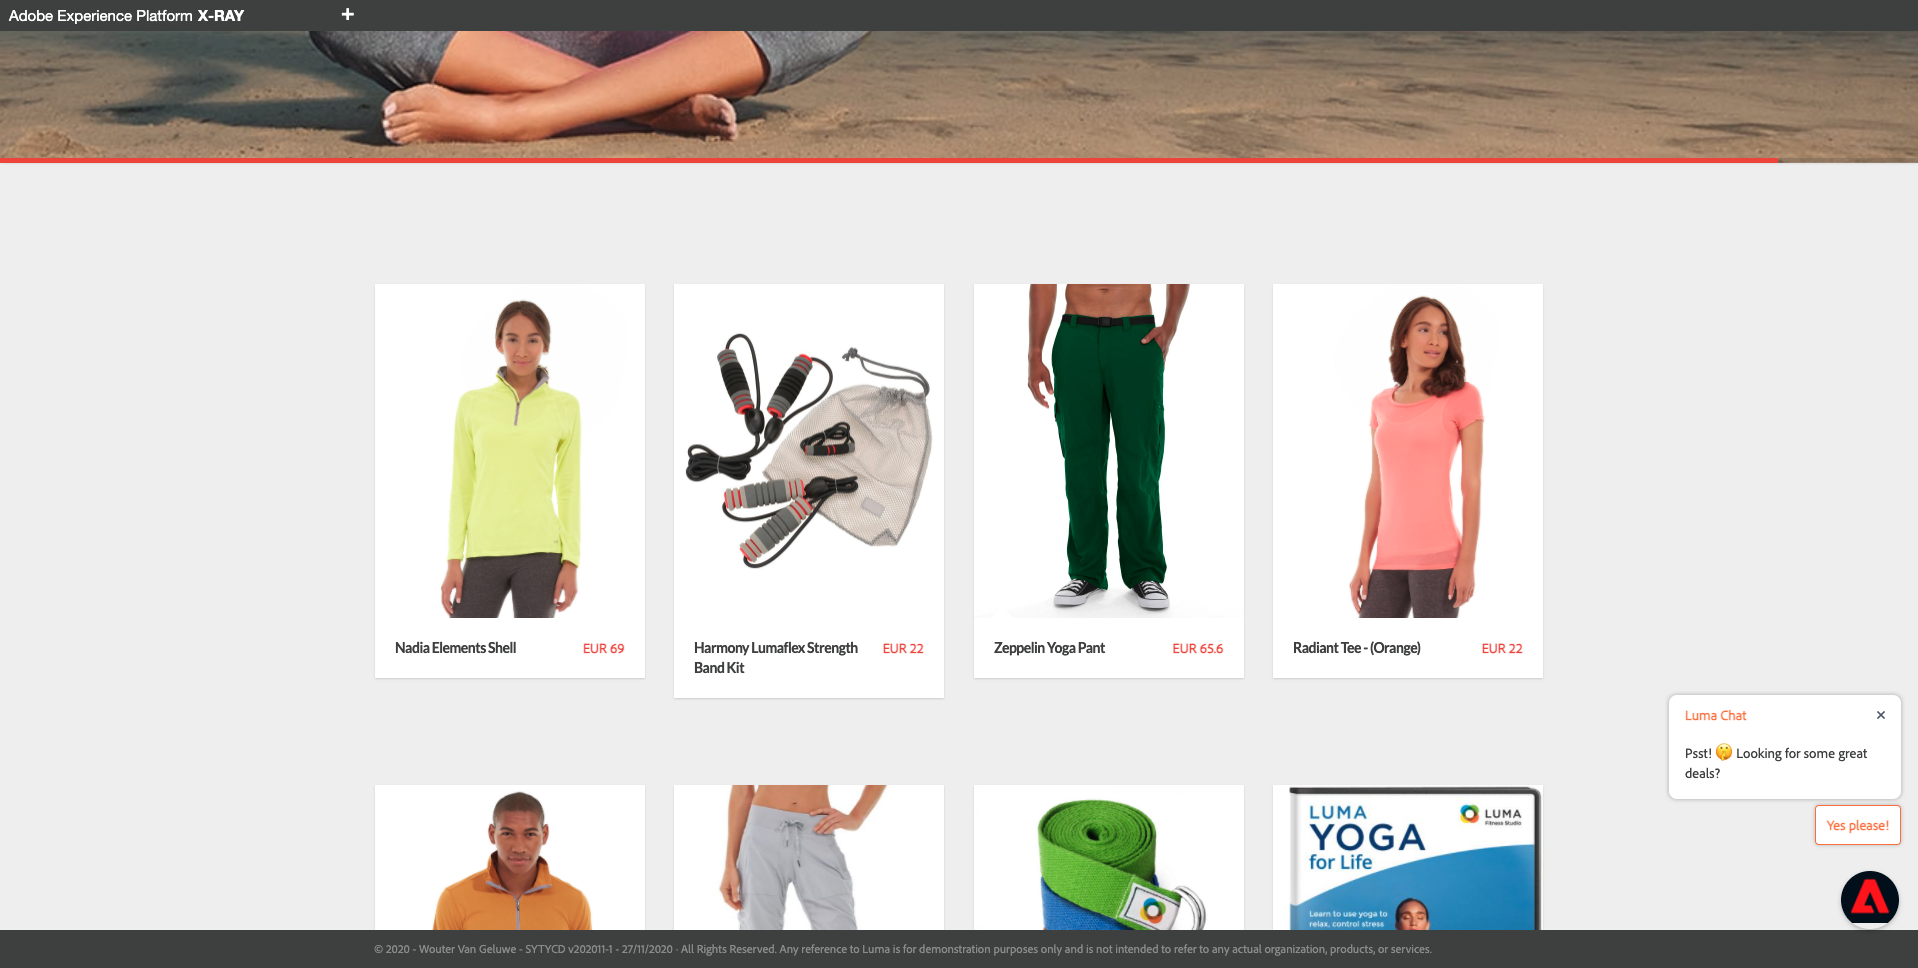 Adobe Experience Platform X-RAY +
Nadia Elements Shell EUR 69
Harmony Lumaflex Strength EUR 22
Band Kit
Zeppelin Yoga Pant EUR 65.6
Radiant Tee - (Orange) EUR 22
Luma Chat ×
Psst! 🤫 Looking for some great
deals?
Yes please!
LUMA
YOGA
for Life
LUMA
Fitness Studio
Learn to use yoga to
relax, control stress
© 2020 - Wouter Van Geluwe - SYTYCD v202011-1 - 27/11/2020 · All Rights Reserved. Any reference to Luma is for demonstration purposes only and is not intended to refer to any actual organization, products, or services.